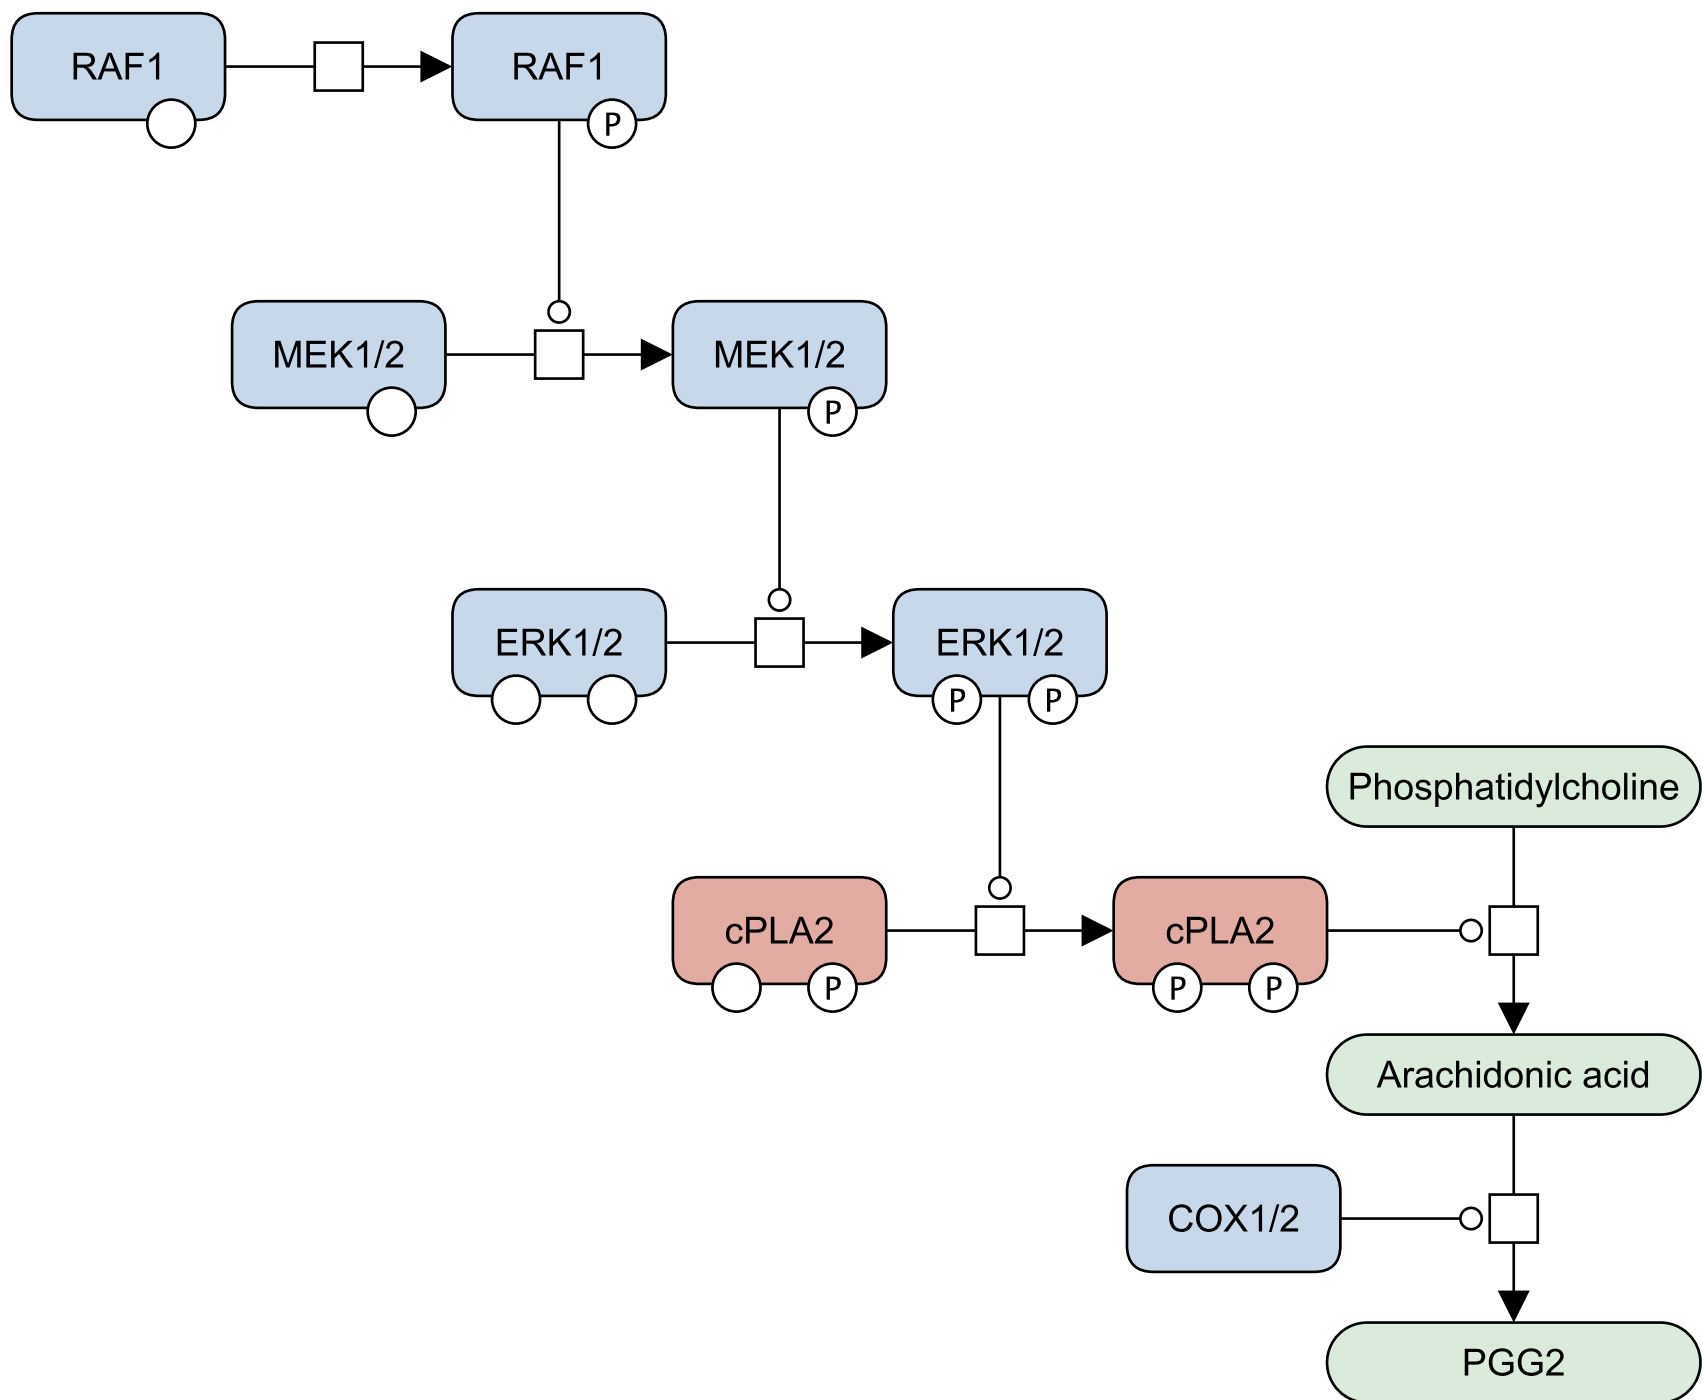 RAF1
RAF1
P
MEK1/2
MEK1/2
P
ERK1/2
ERK1/2
P
P
Phosphatidylcholine
cPLA2
P
cPLA2
P
P
Arachidonic acid
COX1/2
PGG2